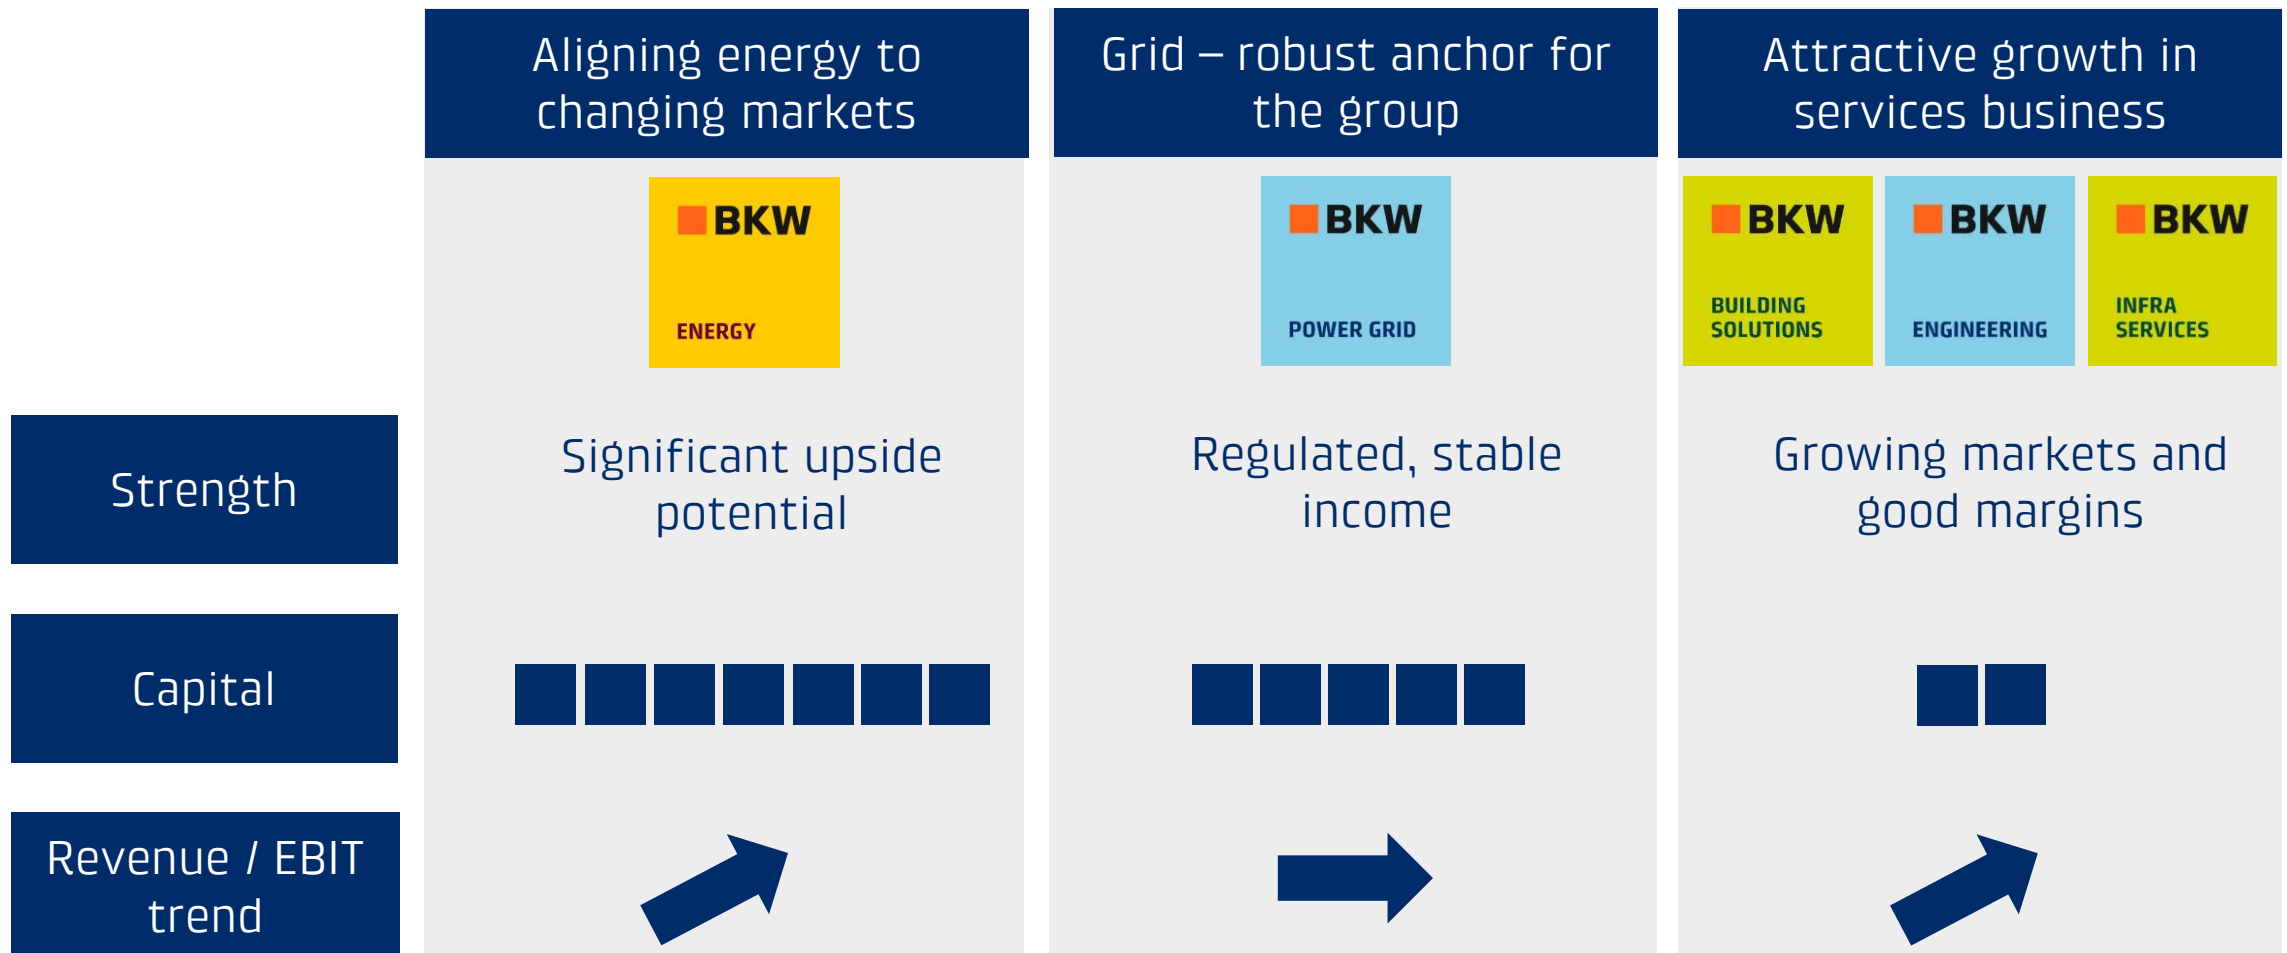 Aligning energy to
changing markets
Grid – robust anchor for
the group
Attractive growth in
services business
BKW
ENERGY
BKW
POWER GRID
BKW
BUILDING
SOLUTIONS
BKW
ENGINEERING
BKW
INFRA
SERVICES
Strength
Significant upside
potential
Regulated, stable
income
Growing markets and
good margins
Capital
Revenue / EBIT
trend